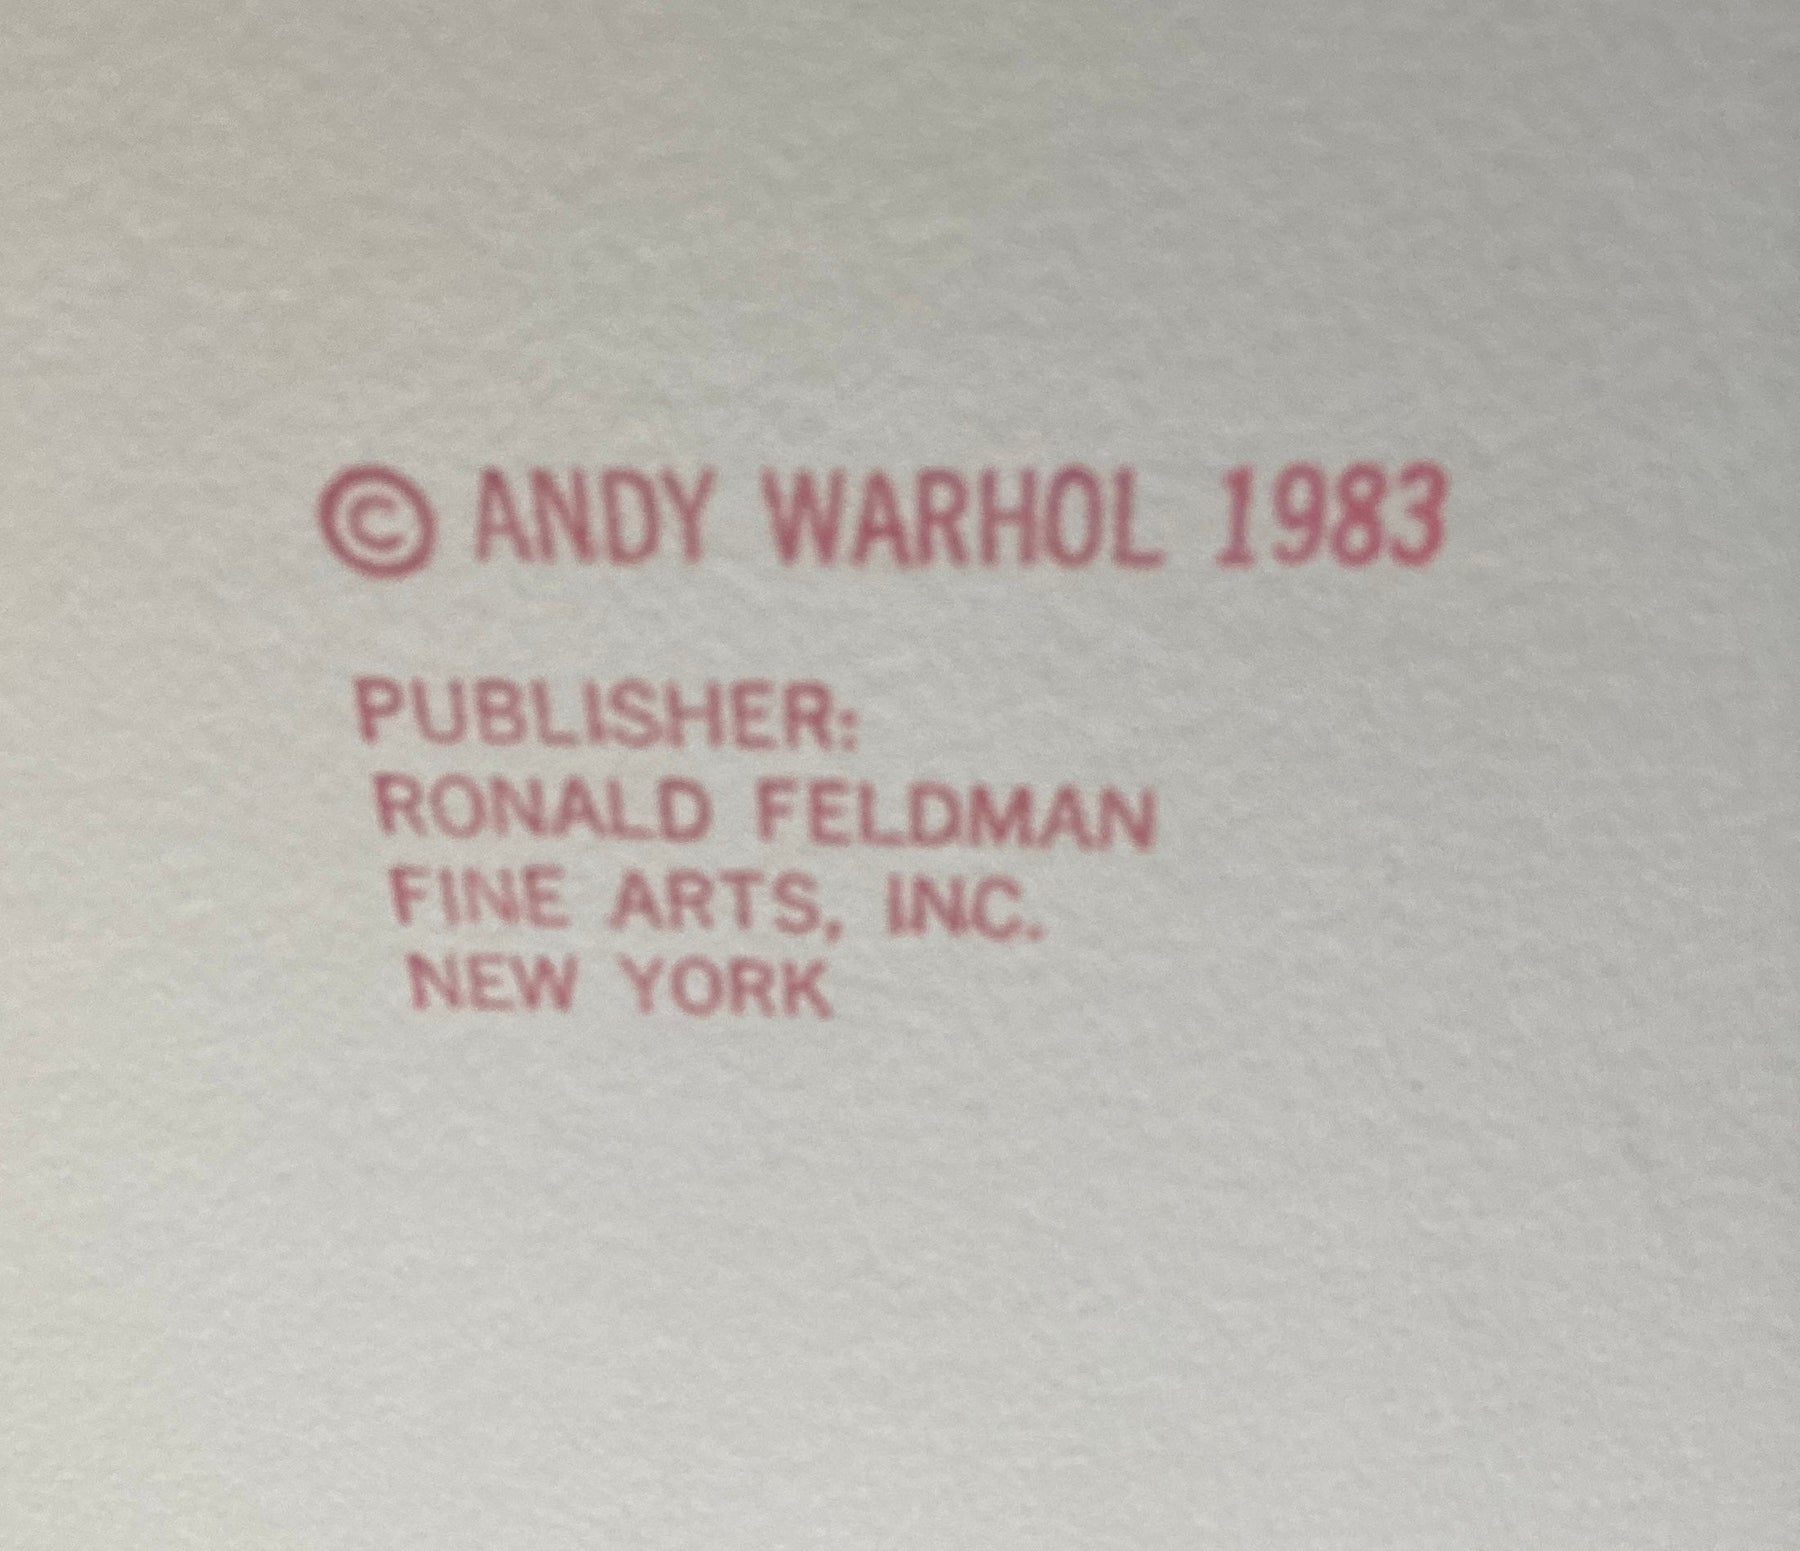 © ANDY WARHOL 1983
PUBLISHER:
RONALD FELDMAN
FINE ARTS, INC.
NEW YORK